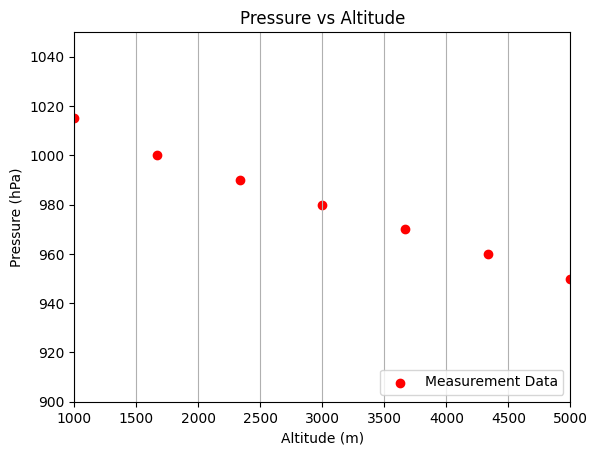 Pressure vs Altitude
Pressure (hPa)
1040
1020
1000
980
960
940
920
900
Measurement Data
1000 1500 2000 2500 3000 3500 4000 4500 5000
Altitude (m)